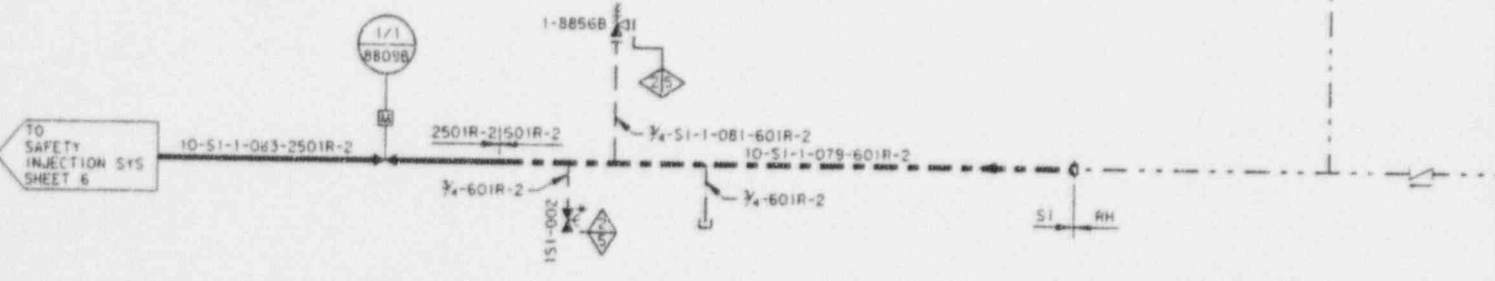 1-8856B
1/1
8809B
TO
SAFETY
INJECTION SYS
SHEET 6
10-SI-1-083-2501R-2
M
2501R-2
501R-2
3/4-SI-1-081-601R-2
10-SI-1-079-601R-2
3/4-601R-2
3/4-601R-2
1SI-002
SI
RH